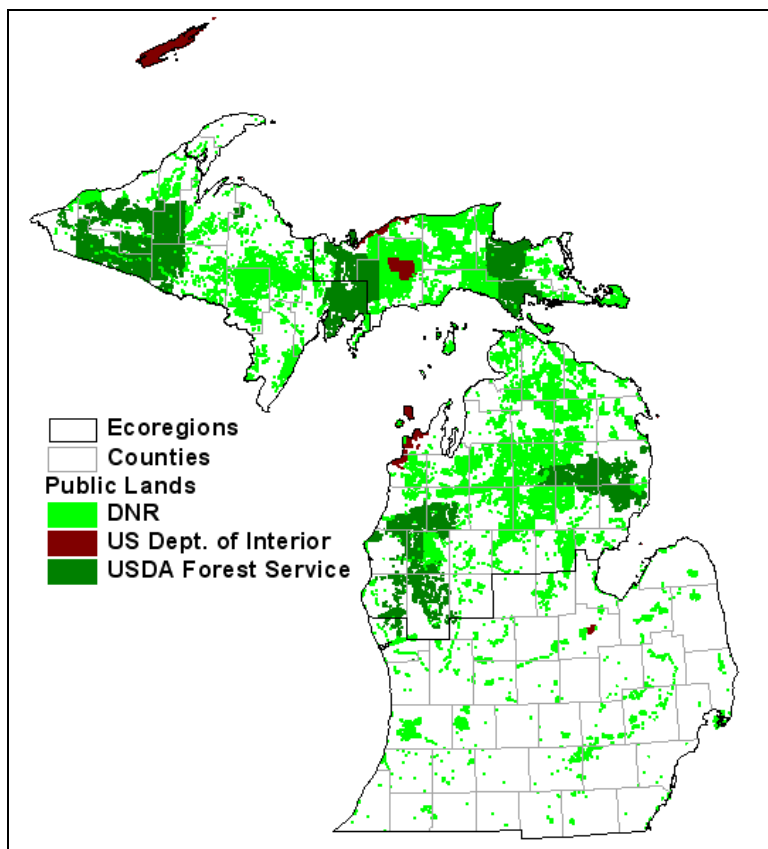 Ecoregions
Counties
Public Lands
DNR
US Dept. of Interior
USDA Forest Service